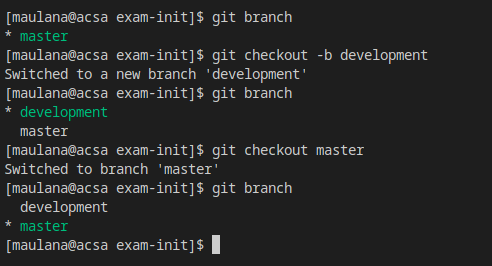 [maulana@acsa exam-init]$ git branch
* master
[maulana@acsa exam-init]$ git checkout -b development
Switched to a new branch 'development'
[maulana@acsa exam-init]$ git branch
* development
  master
[maulana@acsa exam-init]$ git checkout master
Switched to branch 'master'
[maulana@acsa exam-init]$ git branch
  development
* master
[maulana@acsa exam-init]$